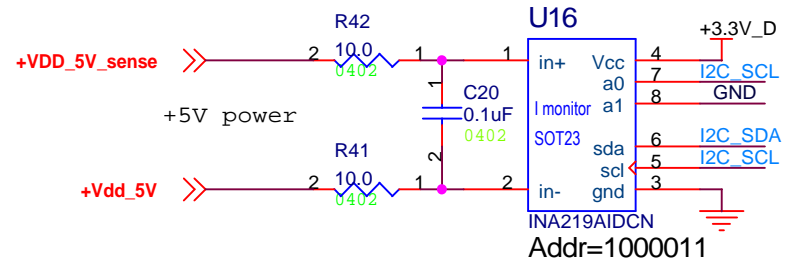 U16
R42
+3.3V_D
+VDD_5V_sense
2
10.0
1
1
in+
Vcc
4
0402
a0
7
I2C_SCL
1
C20
a1
8
GND
+5V power
0.1uF
I monitor
0402
SOT23
sda
6
I2C_SDA
2
R41
scl
5
I2C_SCL
+Vdd_5V
2
10.0
1
2
in-
gnd
3
0402
INA219AIDCN
Addr=1000011